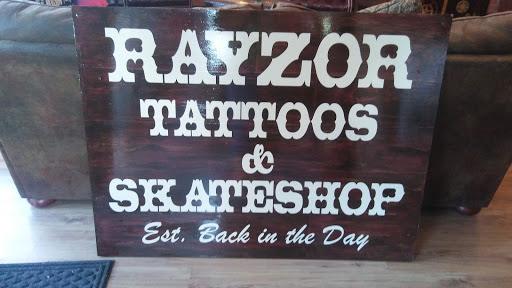 RAYZOR
TATTOOS
&
SKATESHOP
Est. Back in the Day